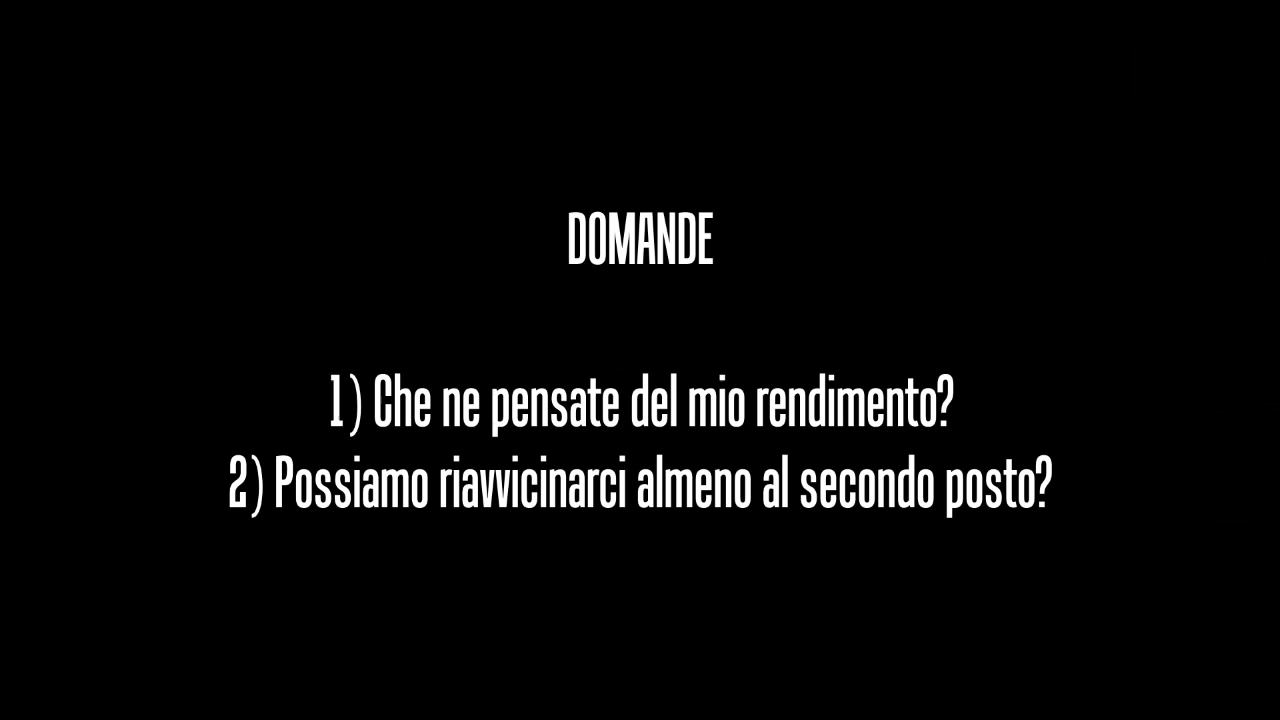 DOMANDE
1) Che ne pensate del mio rendimento?
2) Possiamo riavvicinarci almeno al secondo posto?